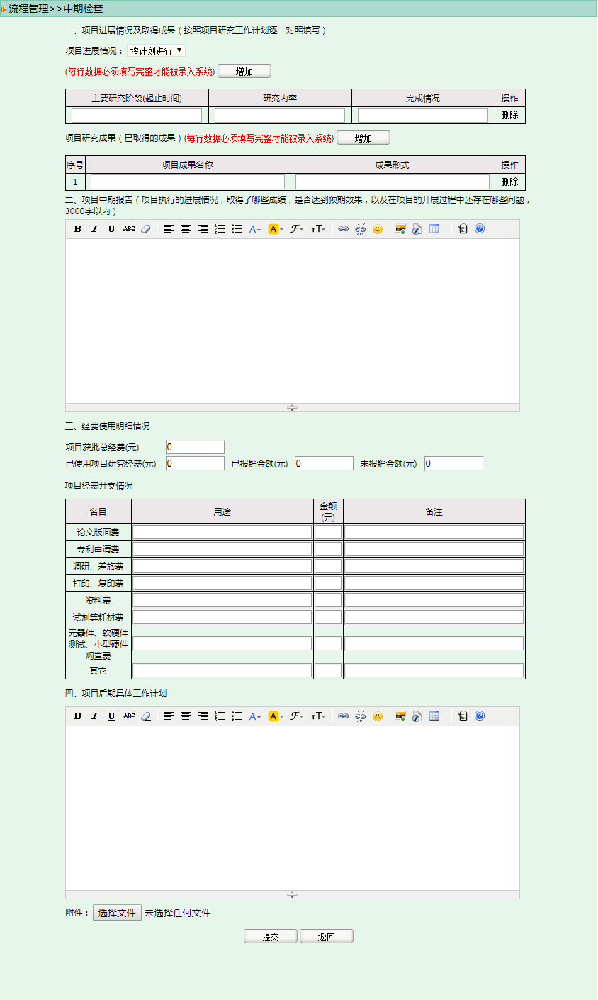 流程管理>>中期检查
一、项目进展情况及取得成果（按照项目研究工作计划逐一对照填写）
项目进展情况： 按计划进行
(每行数据必须填写完整才能被录入系统) 增加
主要研究阶段(起止时间) 研究内容 完成情况 操作
删除
项目研究成果（已取得的成果）(每行数据必须填写完整才能被录入系统) 增加
序号 项目成果名称 成果形式 操作
1 删除
二、项目中期报告（项目执行的进展情况，取得了哪些成绩，是否达到预期效果，以及在项目的开展过程中还存在哪些问题，
3000字以内）
B I U ABC A A F TT
三、经费使用明细情况
项目获批总经费(元) 0
已使用项目研究经费(元) 0 已报销金额(元) 0 未报销金额(元) 0
项目经费开支情况
名目 用途 金额(元) 备注
论文版面费
专利申请费
调研、差旅费
打印、复印费
资料费
试剂等耗材费
元器件、软硬件
测试、小型硬件
购置费
其它
四、项目后期具体工作计划
B I U ABC A A F TT
附件： 选择文件 未选择任何文件
提交 返回